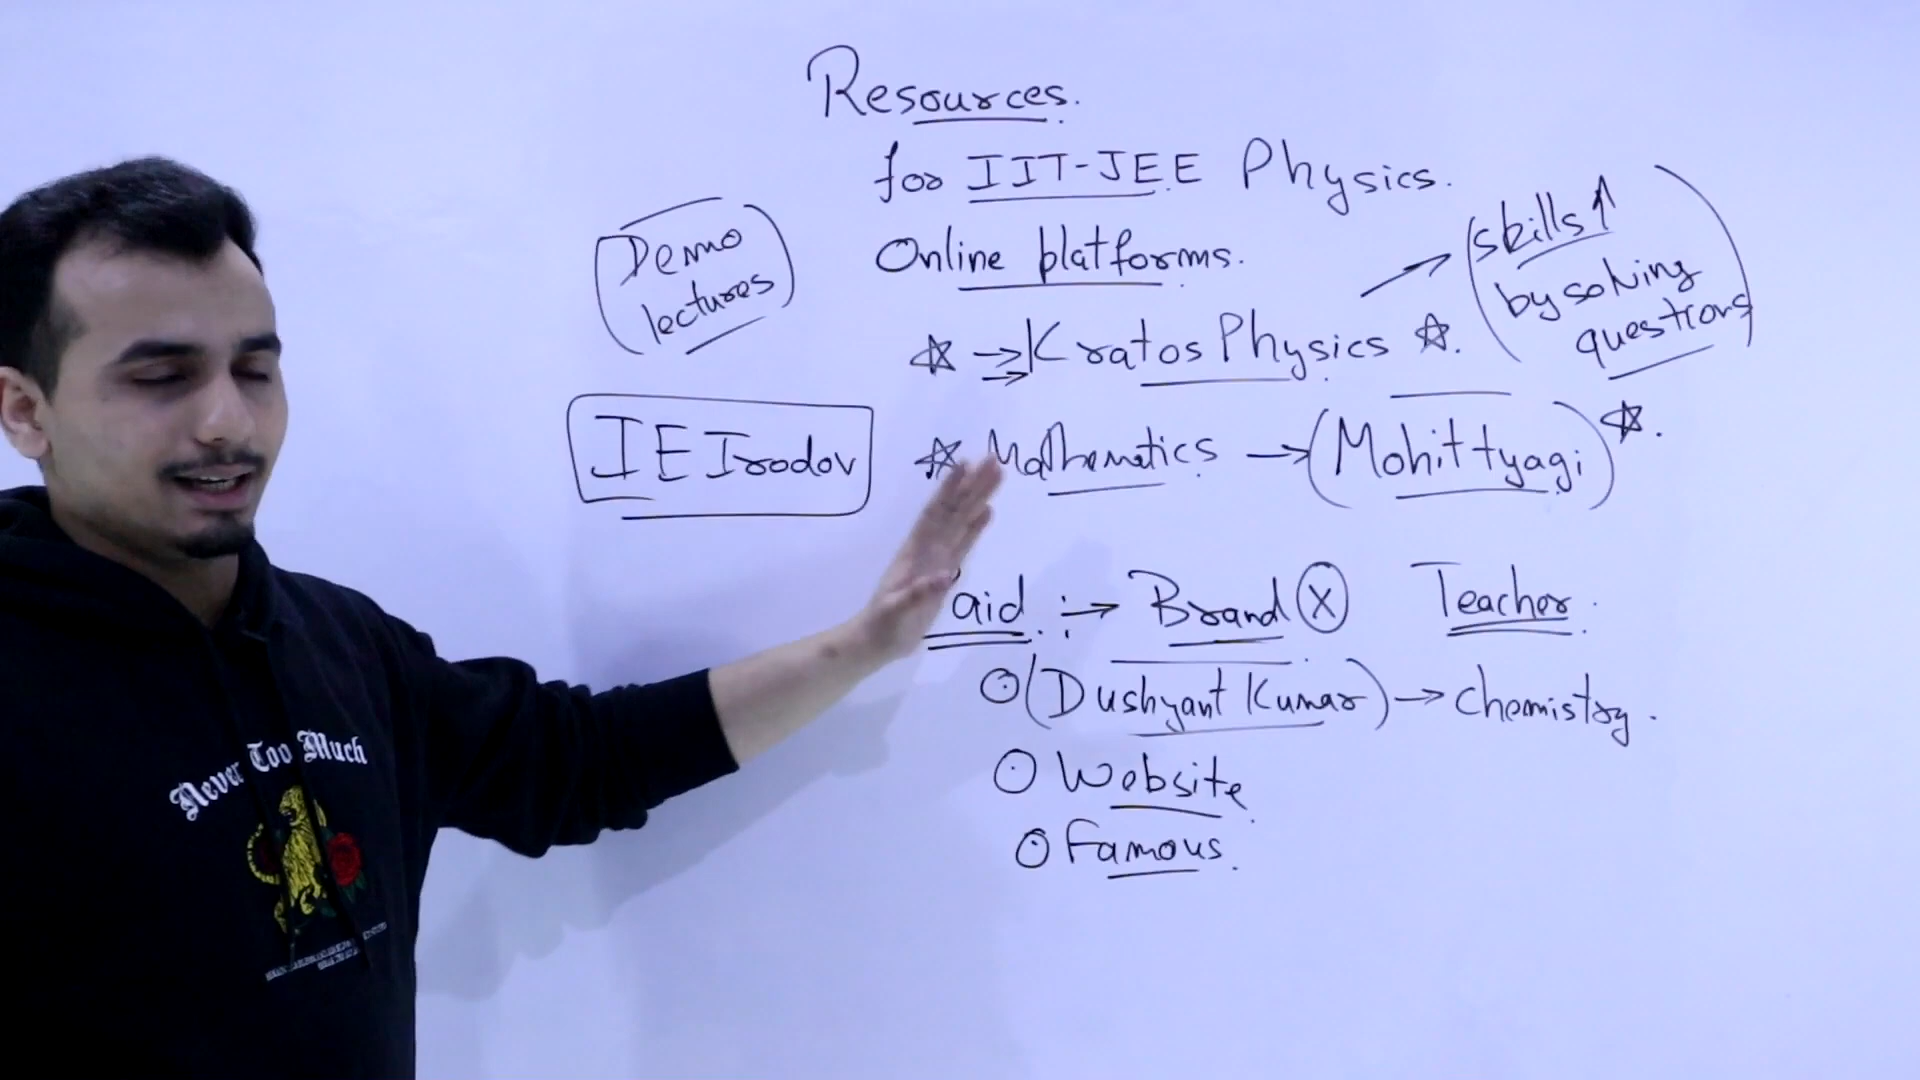 Resources.
for IIT-JEE Physics.
Demo
lectures
Online platforms.
skills ↑
by solving
questions
☆ → Kratos Physics ☆.
IE Irodov
☆ Mathematics → (Mohit tyagi) ☆.
Paid :→ Brand ⓧ Teacher.
○ (Dushyant Kumar) → chemistry.
○ Website.
○ Famous.
Never Too Much